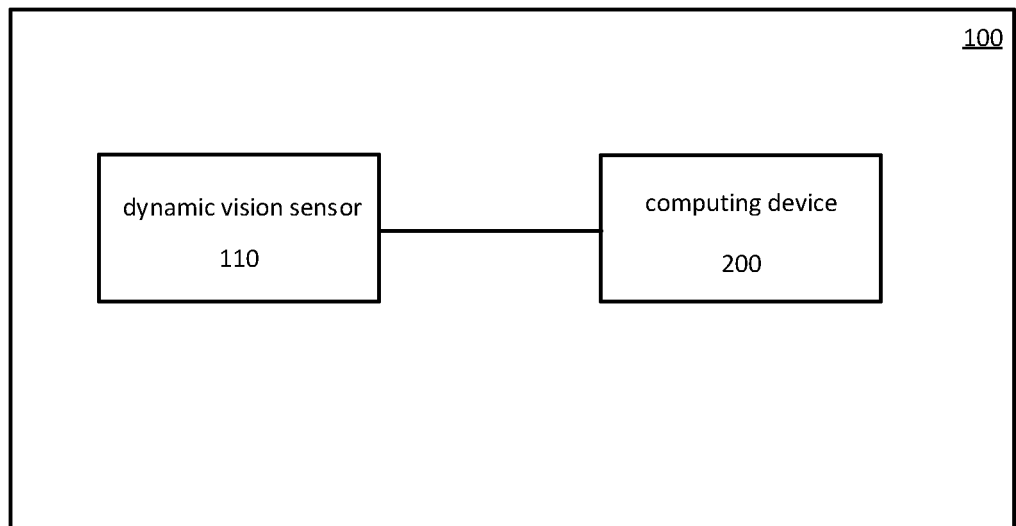 100
dynamic vision sensor
110
computing device
200